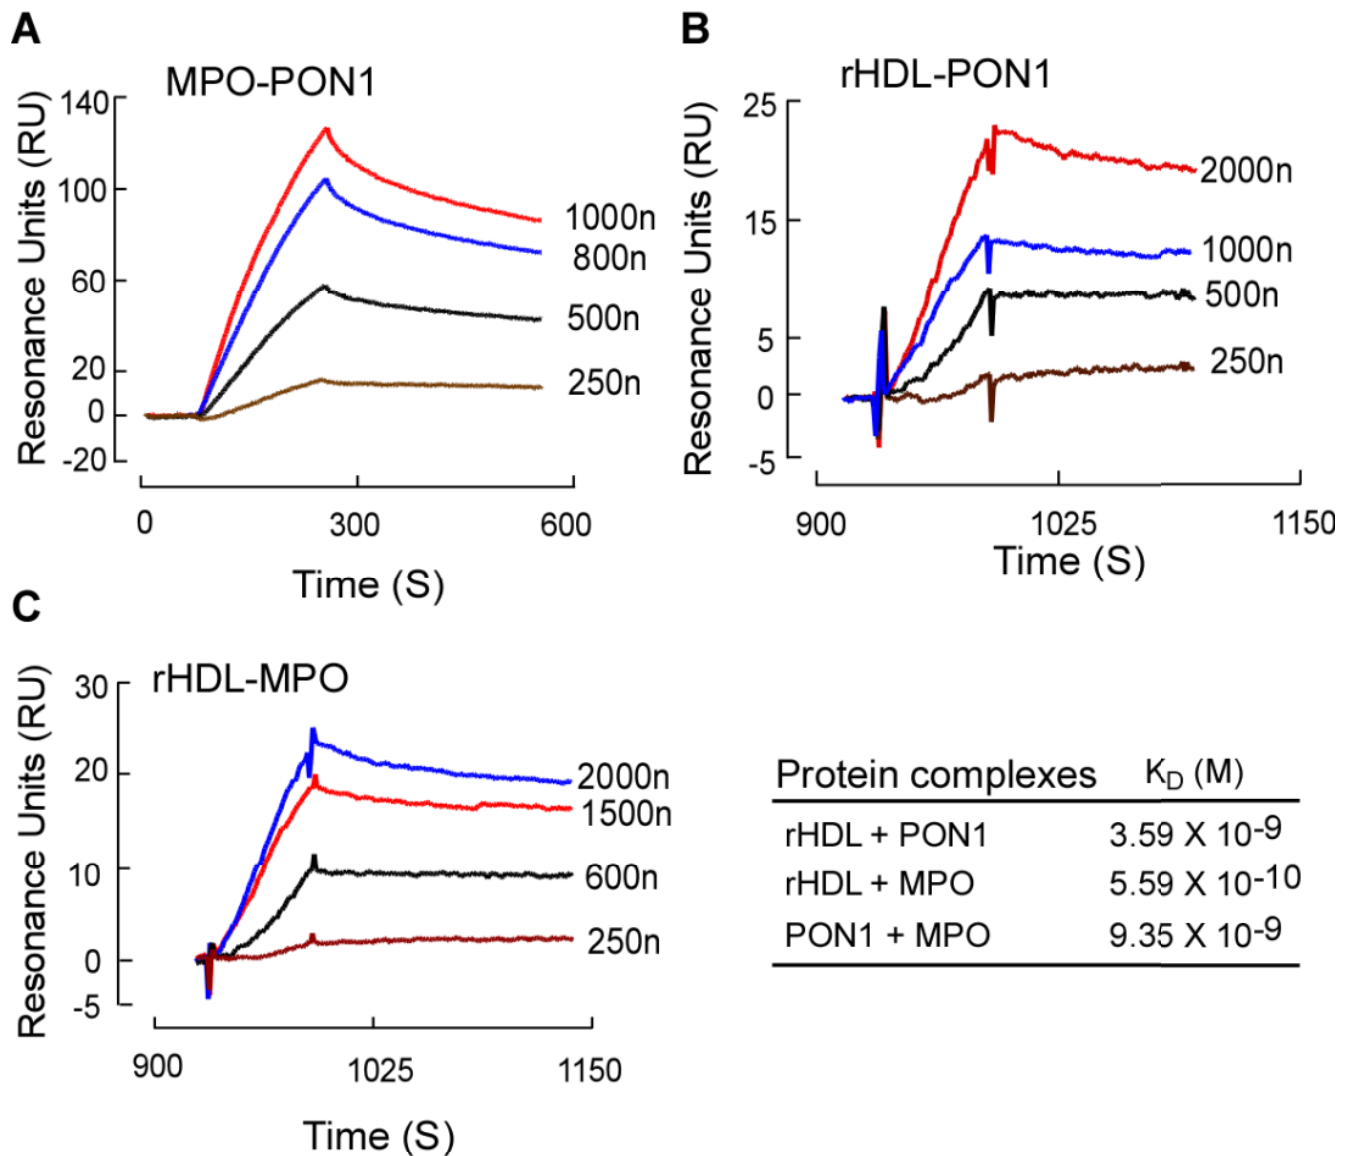 A
MPO-PON1
Resonance Units (RU)
140
100
60
20
0
-20
1000n
800n
500n
250n
0 300 600
Time (S)
B
rHDL-PON1
Resonance Units (RU)
25
15
5
0
-5
2000n
1000n
500n
250n
900 1025 1150
Time (S)
C
rHDL-MPO
Resonance Units (RU)
30
20
10
0
-5
2000n
1500n
600n
250n
900 1025 1150
Time (S)
Protein complexes K_D (M)
rHDL + PON1 3.59 X 10^-9
rHDL + MPO 5.59 X 10^-10
PON1 + MPO 9.35 X 10^-9